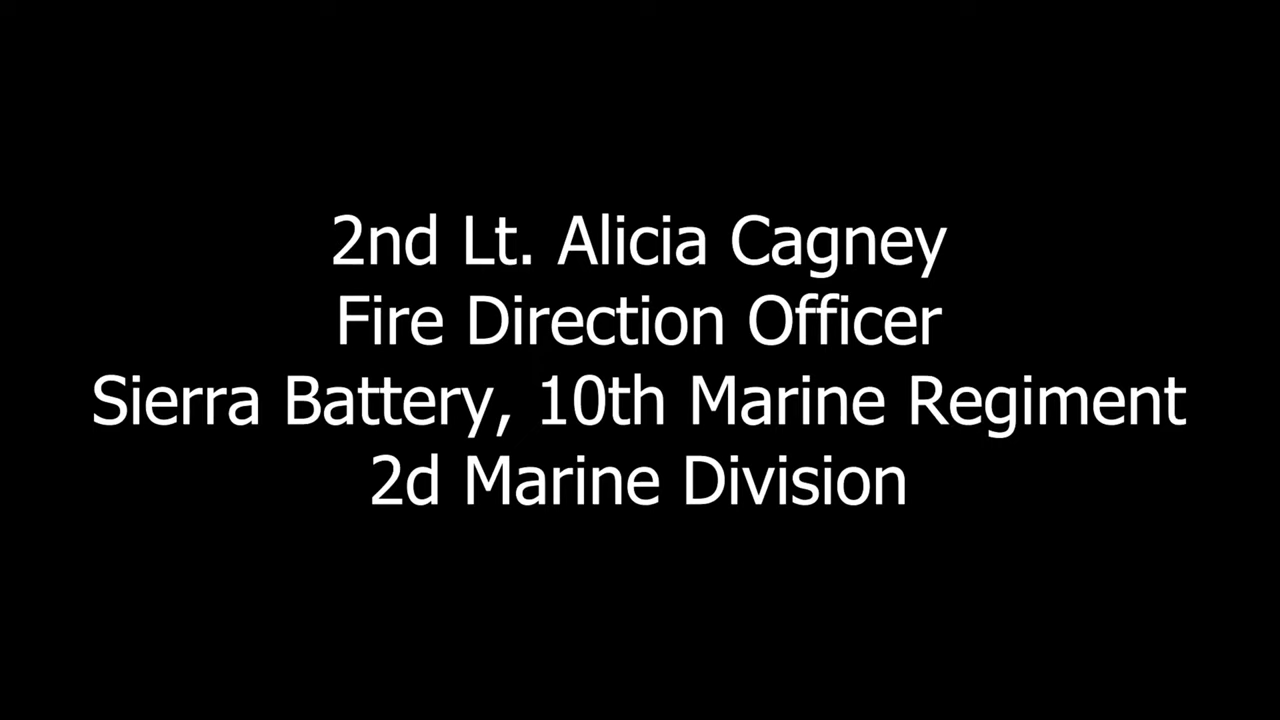 2nd Lt. Alicia Cagney
Fire Direction Officer
Sierra Battery, 10th Marine Regiment
2d Marine Division